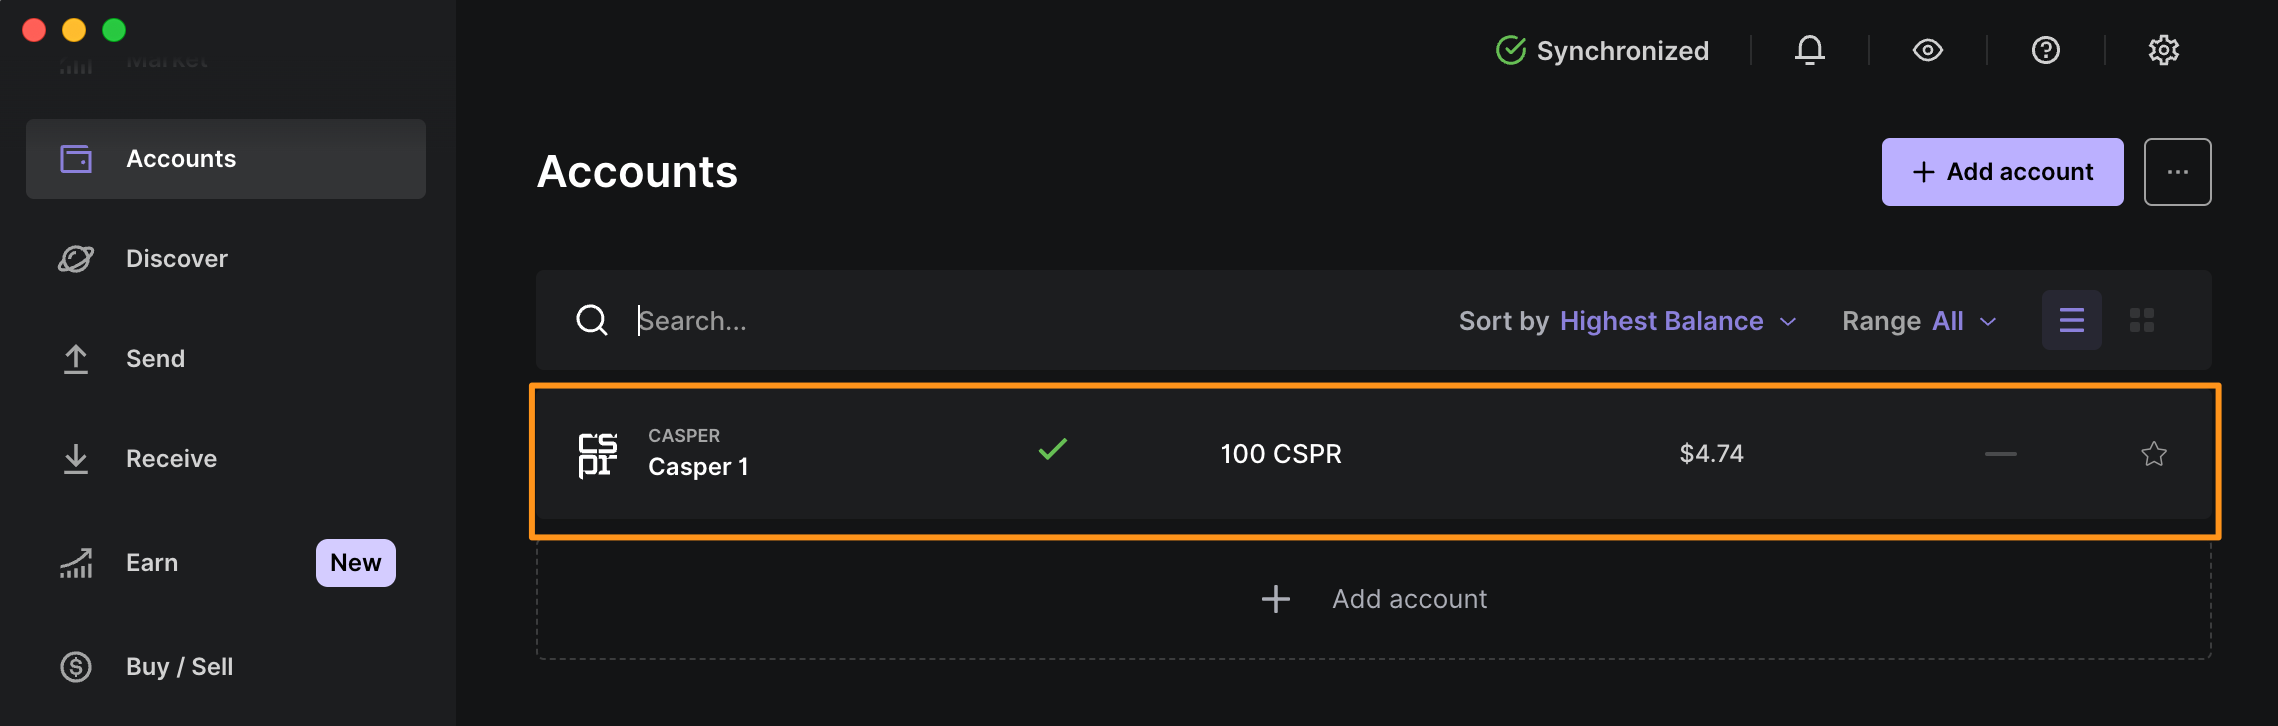 Market
Synchronized
Accounts
Discover
Send
Receive
Earn New
Buy / Sell
Accounts
+ Add account ...
Search...
Sort by Highest Balance Range All
cspr
CASPER
Casper 1
100 CSPR $4.74 —
+ Add account